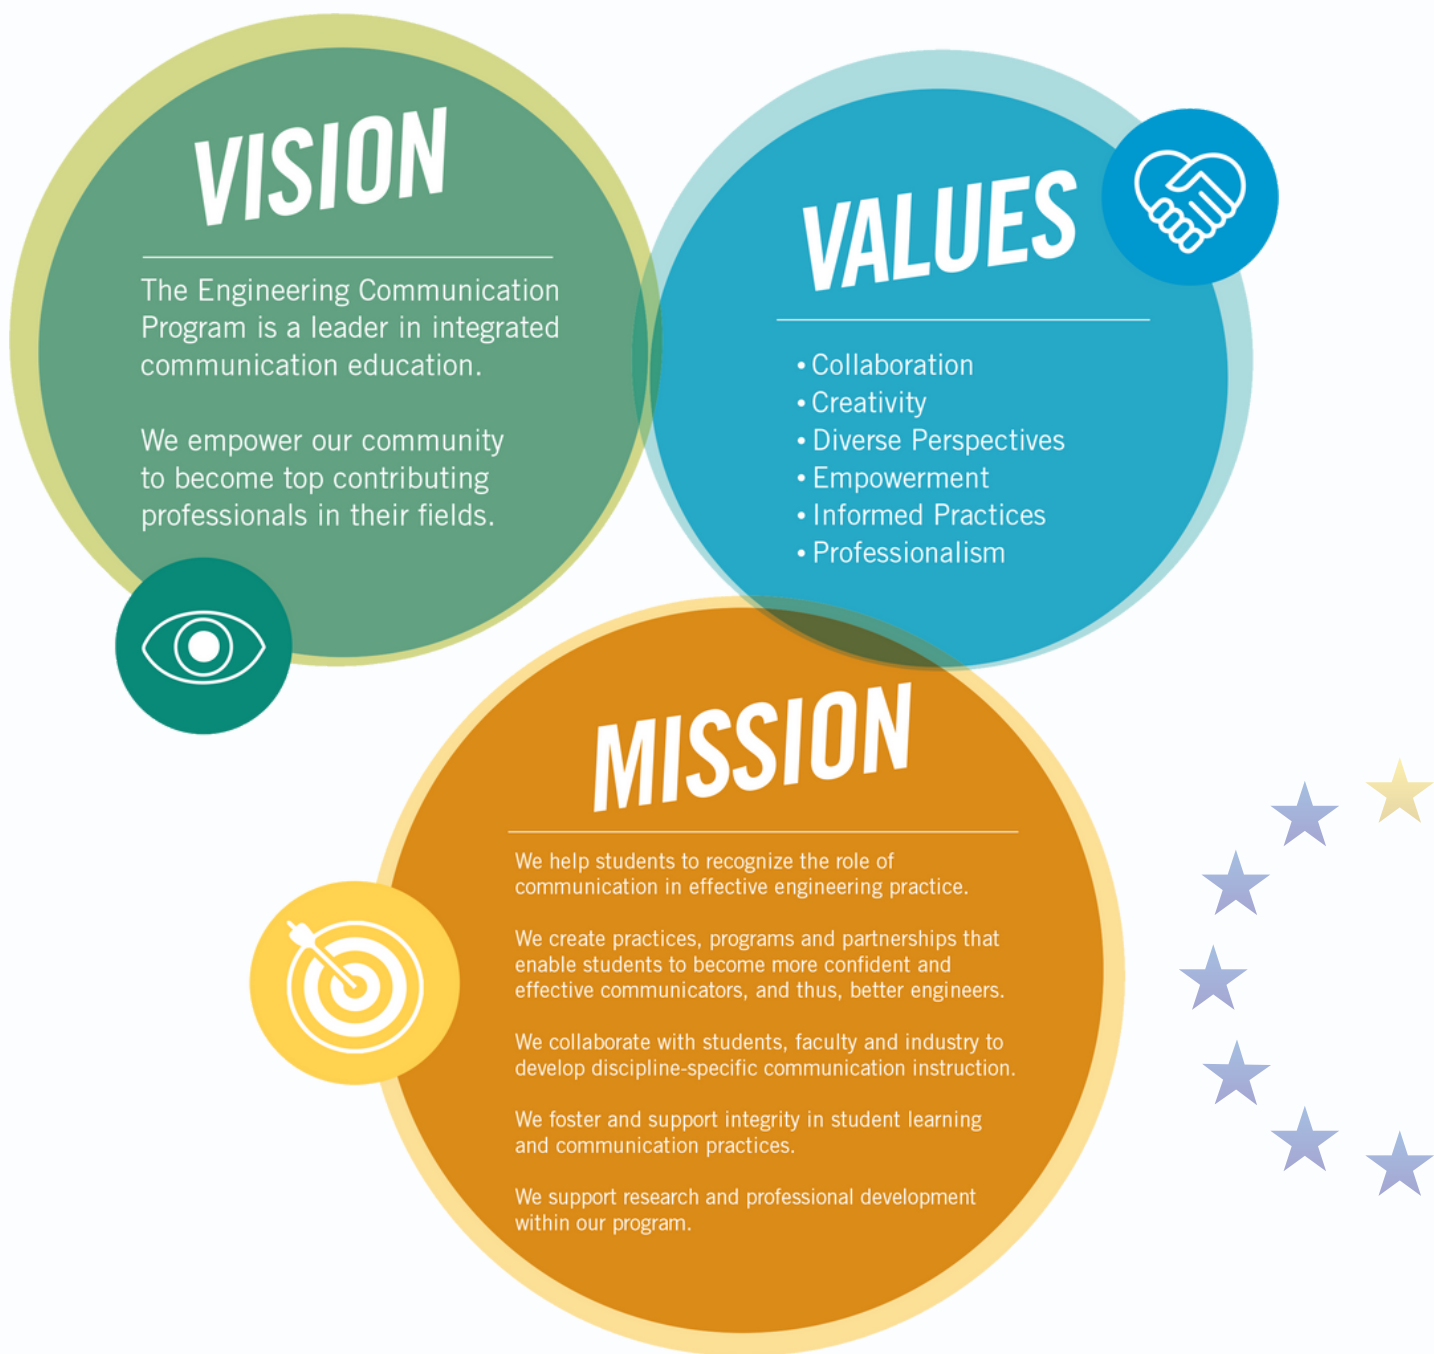 VISION
The Engineering Communication
Program is a leader in integrated
communication education.
We empower our community
to become top contributing
professionals in their fields.
VALUES
• Collaboration
• Creativity
• Diverse Perspectives
• Empowerment
• Informed Practices
• Professionalism
MISSION
We help students to recognize the role of
communication in effective engineering practice.
We create practices, programs and partnerships that
enable students to become more confident and
effective communicators, and thus, better engineers.
We collaborate with students, faculty and industry to
develop discipline-specific communication instruction.
We foster and support integrity in student learning
and communication practices.
We support research and professional development
within our program.